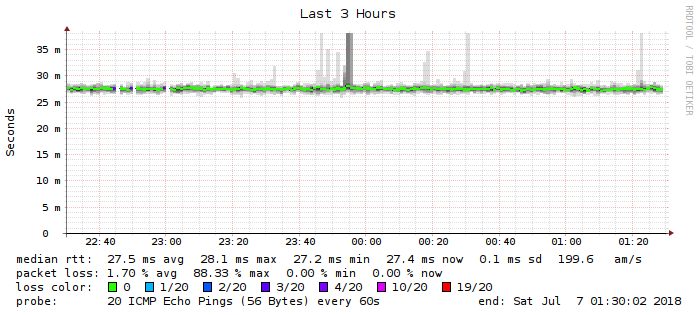 Last 3 Hours
RRDTOOL / TOBI OETIKER
Seconds
35 m
30 m
25 m
20 m
15 m
10 m
5 m
0
22:40 23:00 23:20 23:40 00:00 00:20 00:40 01:00 01:20
median rtt: 27.5 ms avg 28.1 ms max 27.2 ms min 27.4 ms now 0.1 ms sd 199.6 am/s
packet loss: 1.70 % avg 88.33 % max 0.00 % min 0.00 % now
loss color: 0 1/20 2/20 3/20 4/20 10/20 19/20
probe: 20 ICMP Echo Pings (56 Bytes) every 60s end: Sat Jul 7 01:30:02 2018